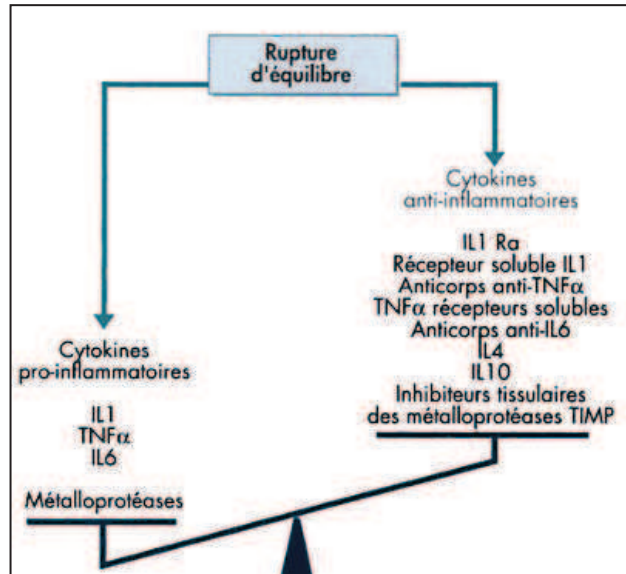 Rupture
d'équilibre
Cytokines
anti-inflammatoires
IL1 Ra
Récepteur soluble IL1
Anticorps anti-TNFα
TNFα récepteurs solubles
Anticorps anti-IL6
IL4
IL10
Inhibiteurs tissulaires
des métalloprotéases TIMP
Cytokines
pro-inflammatoires
IL1
TNFα
IL6
Métalloprotéases